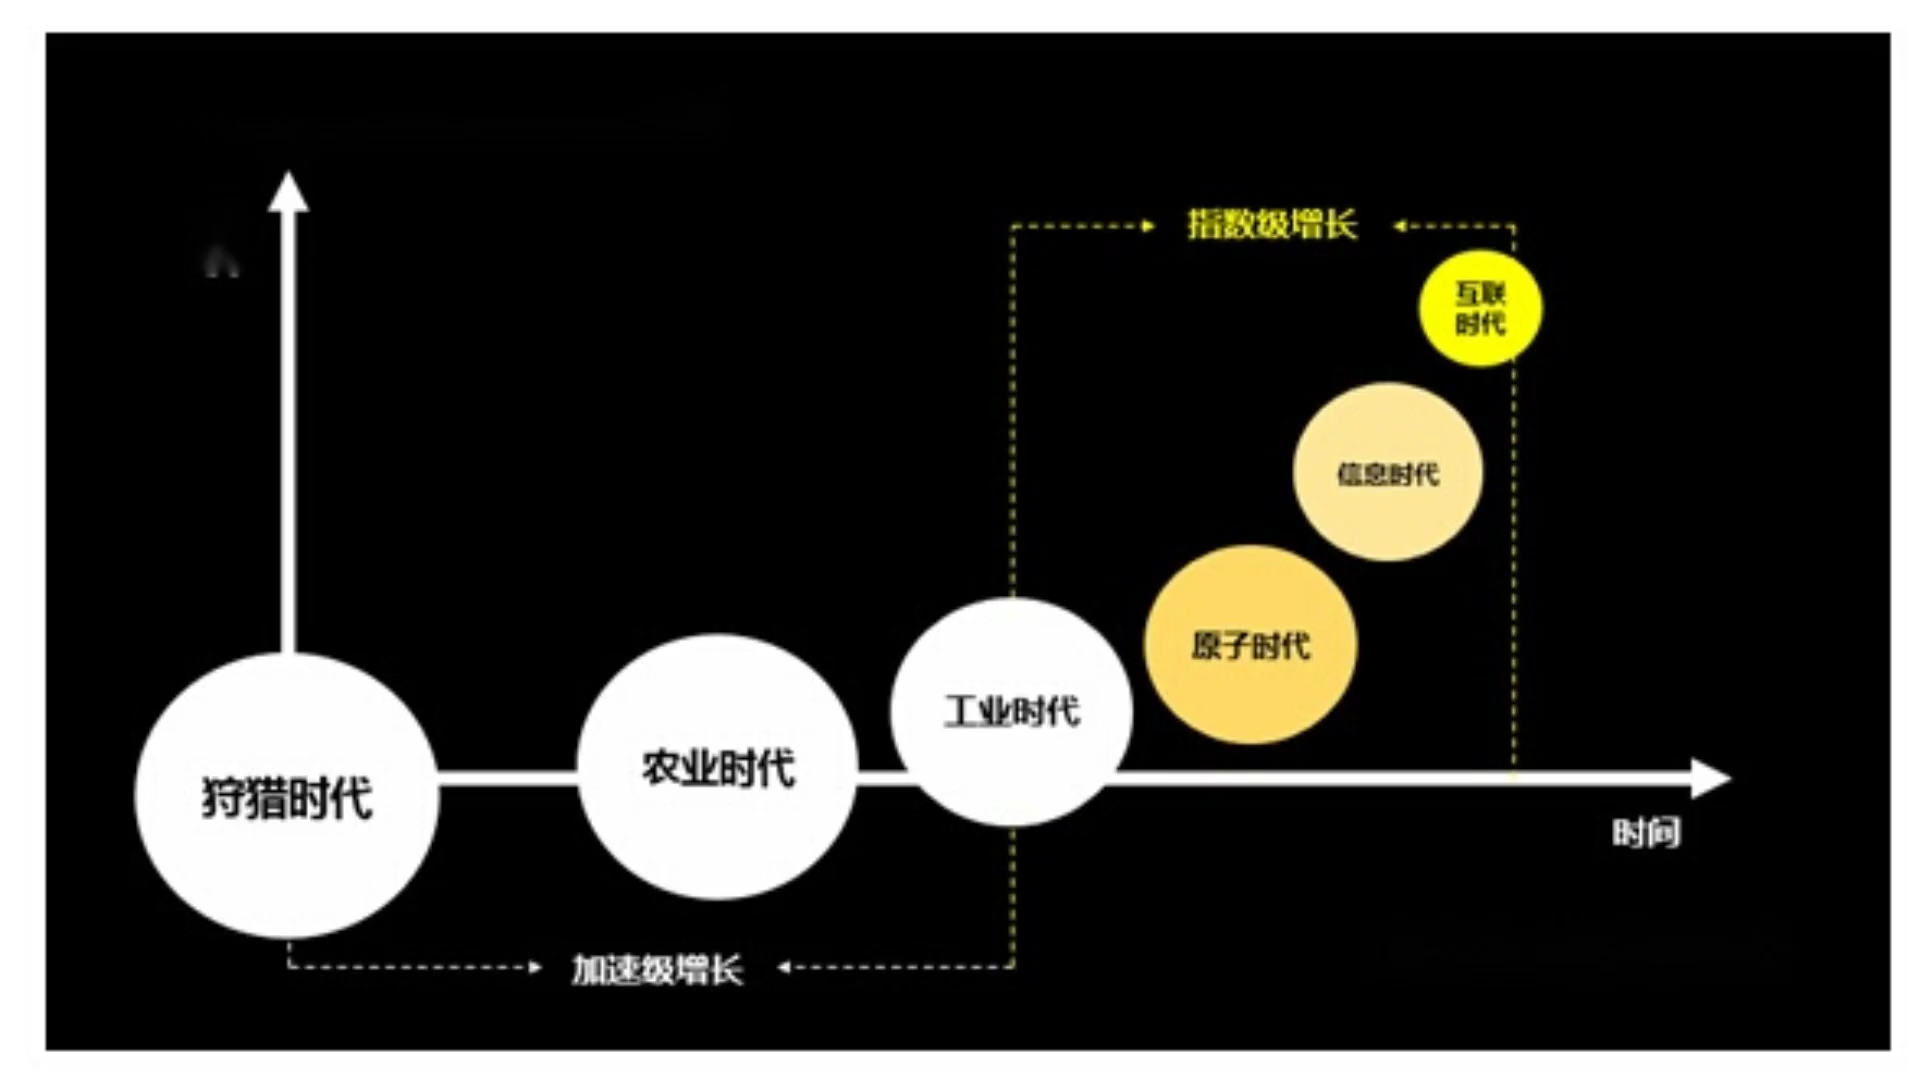 指数级增长
互联
时代
信息时代
原子时代
工业时代
农业时代
狩猎时代
时间
加速级增长